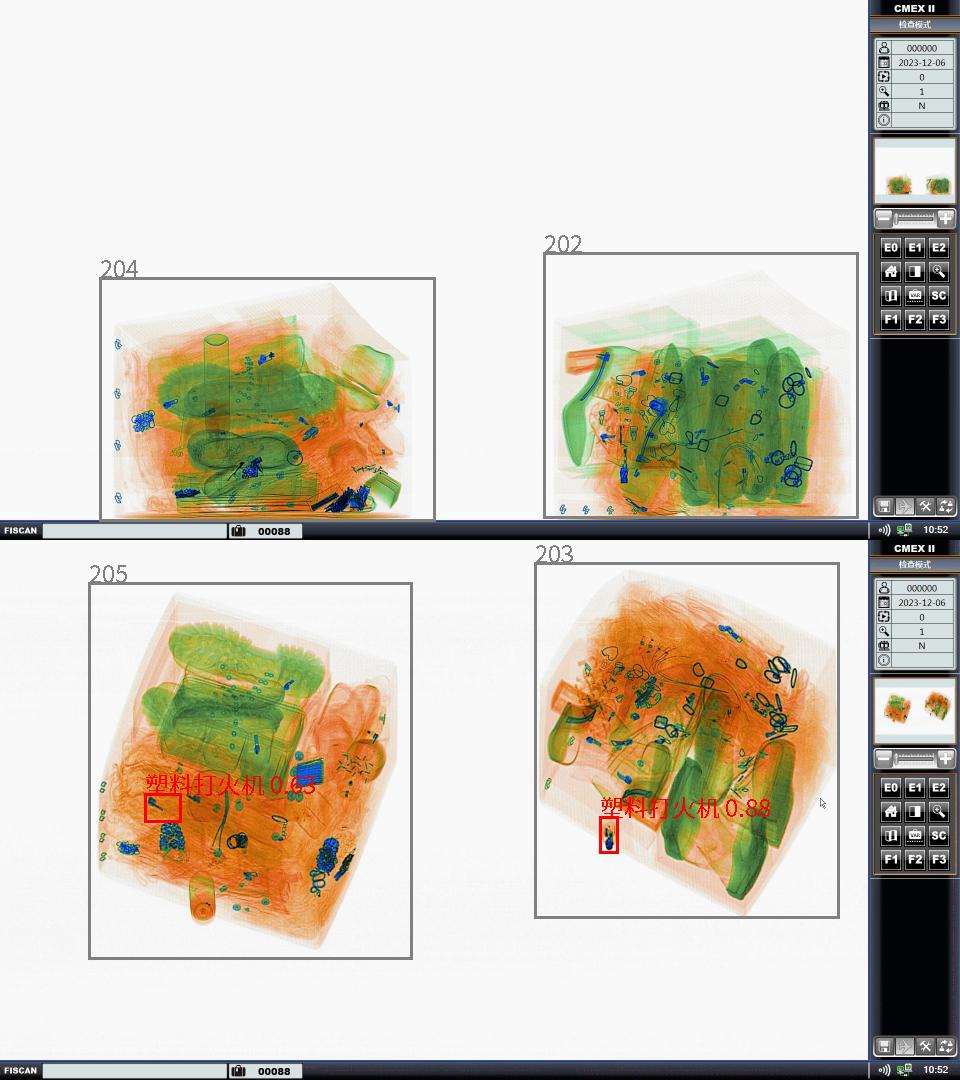 CMEX II
检查模式
000000
2023-12-06
0
1
N
E0 E1 E2
VAR SC
F1 F2 F3
204
202
FISCAN
00088
10:52
CMEX II
检查模式
000000
2023-12-06
0
1
N
E0 E1 E2
VAR SC
F1 F2 F3
205
203
塑料打火机 0.63
塑料打火机 0.88
FISCAN
00088
10:52